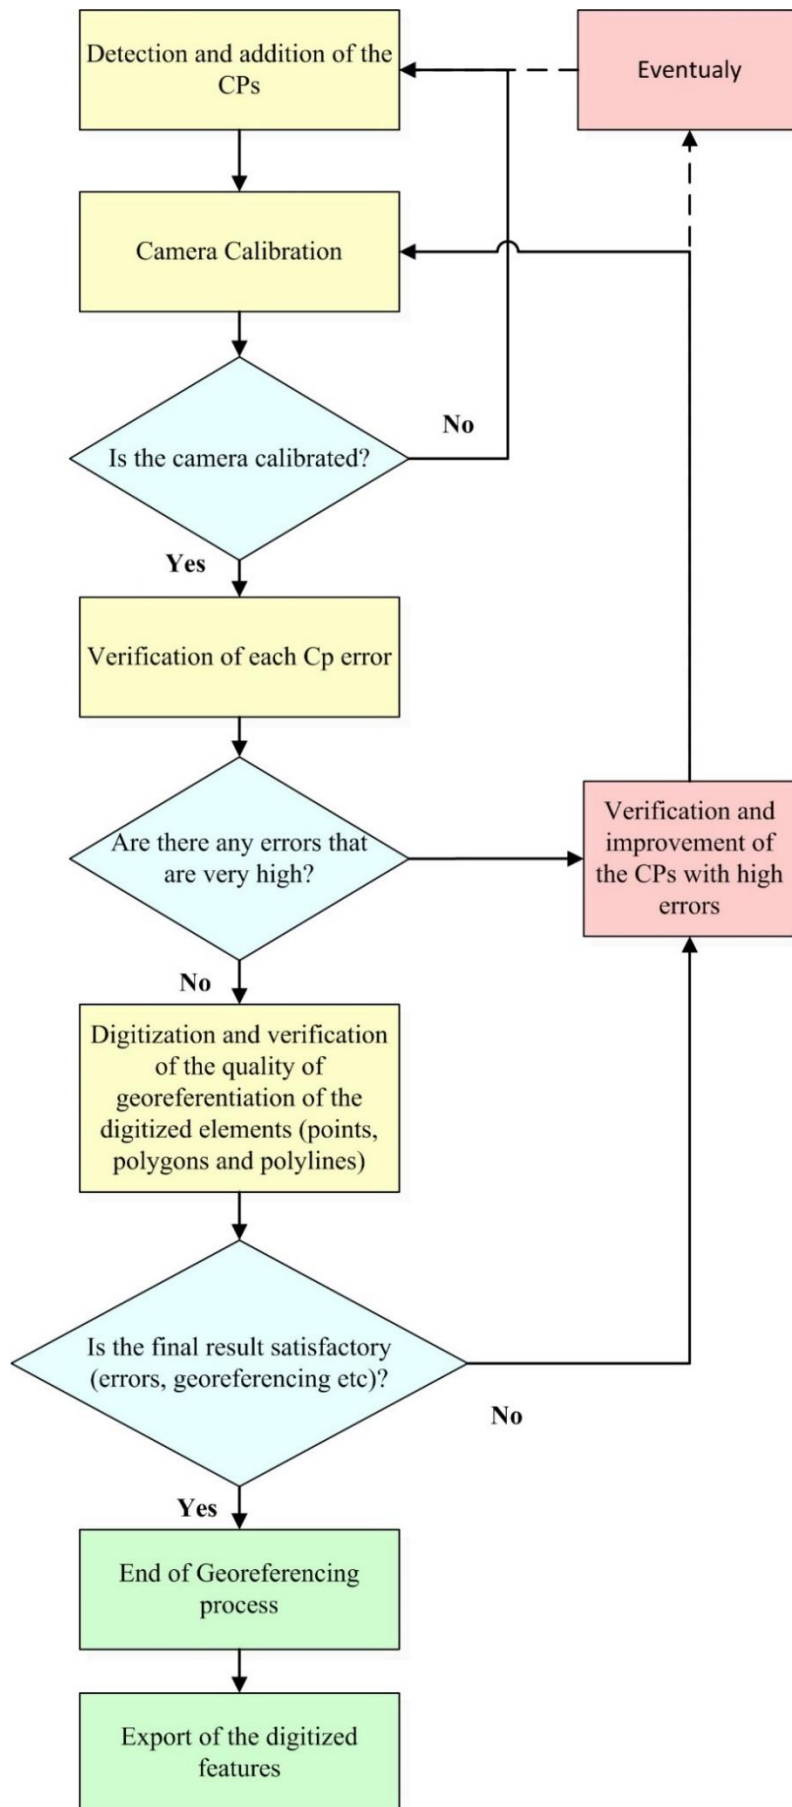 Detection and addition of the
CPs
Eventualy
Camera Calibration
Is the camera calibrated?
No
Yes
Verification of each Cp error
Are there any errors that
are very high?
Verification and
improvement of
the CPs with high
errors
No
Digitization and verification
of the quality of
georeferentiation of the
digitized elements (points,
polygons and polylines)
Is the final result satisfactory
(errors, georeferencing etc)?
No
Yes
End of Georeferencing
process
Export of the digitized
features